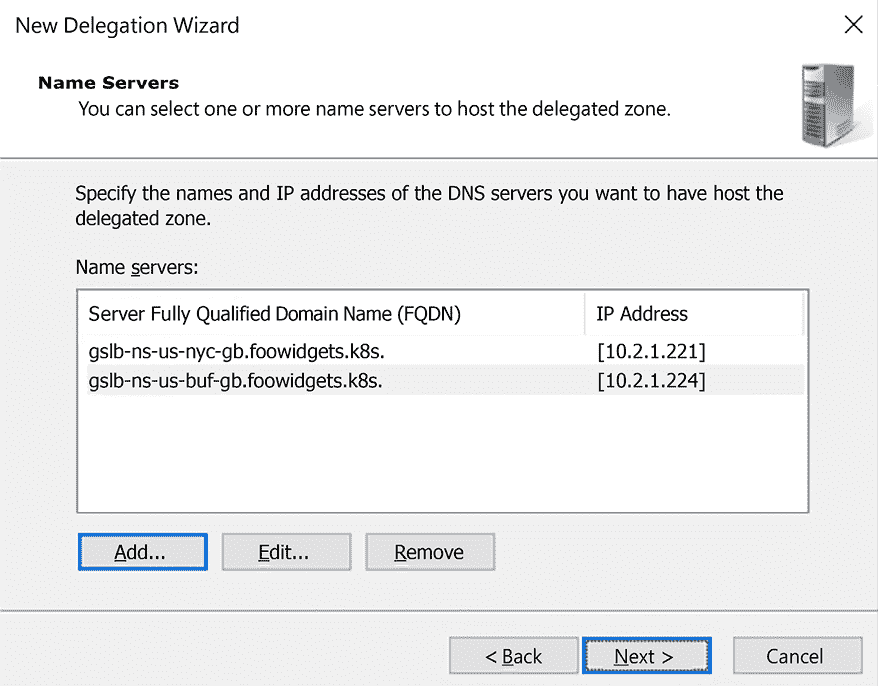 New Delegation Wizard
Name Servers
You can select one or more name servers to host the delegated zone.
Specify the names and IP addresses of the DNS servers you want to have host the
delegated zone.
Name servers:
Server Fully Qualified Domain Name (FQDN) IP Address
gslb-ns-us-nyc-gb.foowidgets.k8s. [10.2.1.221]
gslb-ns-us-buf-gb.foowidgets.k8s. [10.2.1.224]
Add... Edit... Remove
< Back Next > Cancel